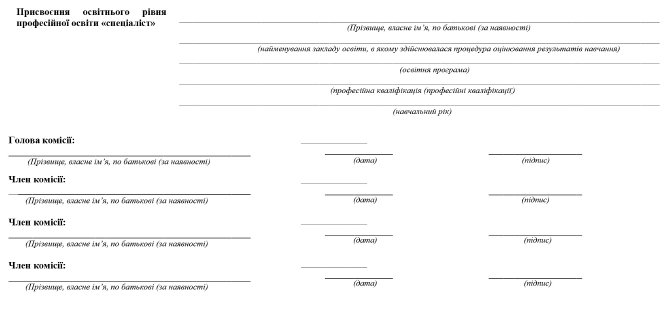 Присвоєння освітнього рівня
професійної освіти «спеціаліст»
(Прізвище, власне ім’я, по батькові (за наявності)
(найменування закладу освіти, в якому здійснювалася процедура оцінювання результатів навчання)
(освітня програма)
(професійна кваліфікація (професійні кваліфікації)
(навчальний рік)
Голова комісії:
(Прізвище, власне ім’я, по батькові (за наявності) (дата) (підпис)
Член комісії:
(Прізвище, власне ім’я, по батькові (за наявності) (дата) (підпис)
Член комісії:
(Прізвище, власне ім’я, по батькові (за наявності) (дата) (підпис)
Член комісії:
(Прізвище, власне ім’я, по батькові (за наявності) (дата) (підпис)